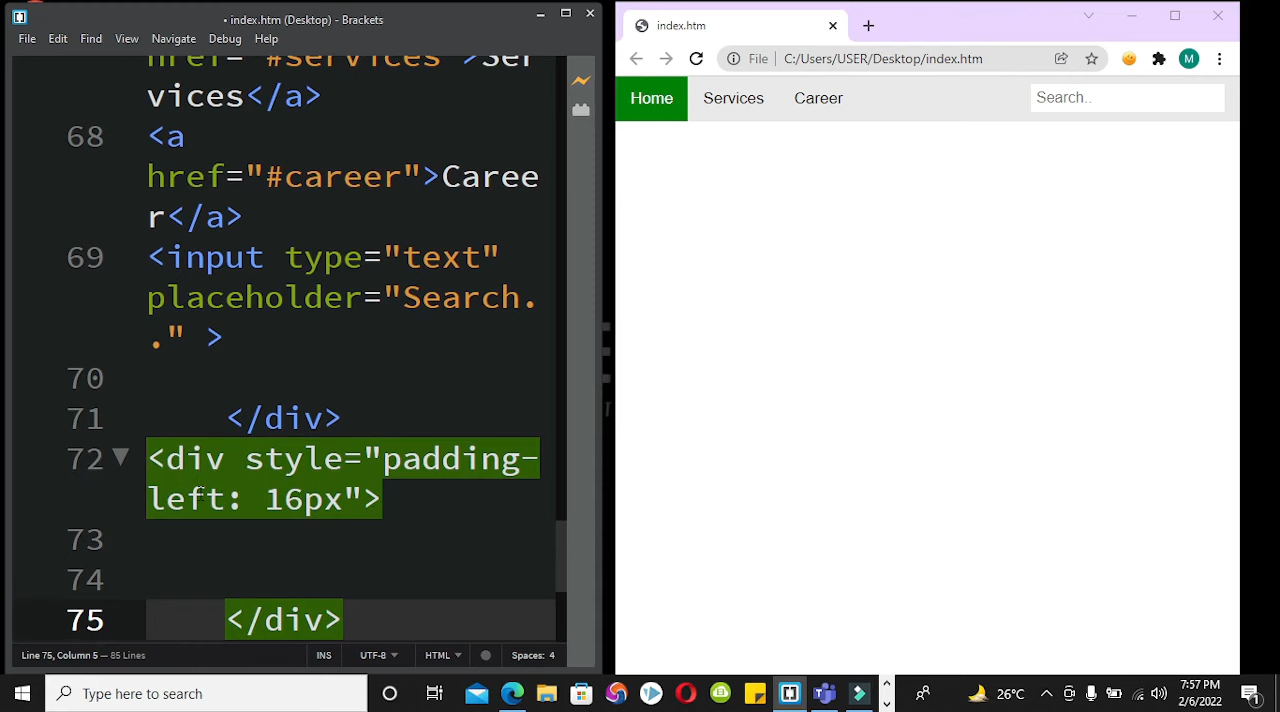 • index.htm (Desktop) - Brackets
File Edit Find View Navigate Debug Help
href="#services">Ser
vices</a>
68 <a
href="#career">Caree
r</a>
69 <input type="text"
placeholder="Search.
." >
70
71 </div>
72 <div style="padding-
left: 16px">
73
74
75 </div>
Line 75, Column 5 — 85 Lines INS UTF-8 HTML Spaces: 4
index.htm
File C:/Users/USER/Desktop/index.htm M
Home Services Career Search..
Type here to search
26°C
7:57 PM
2/6/2022
1